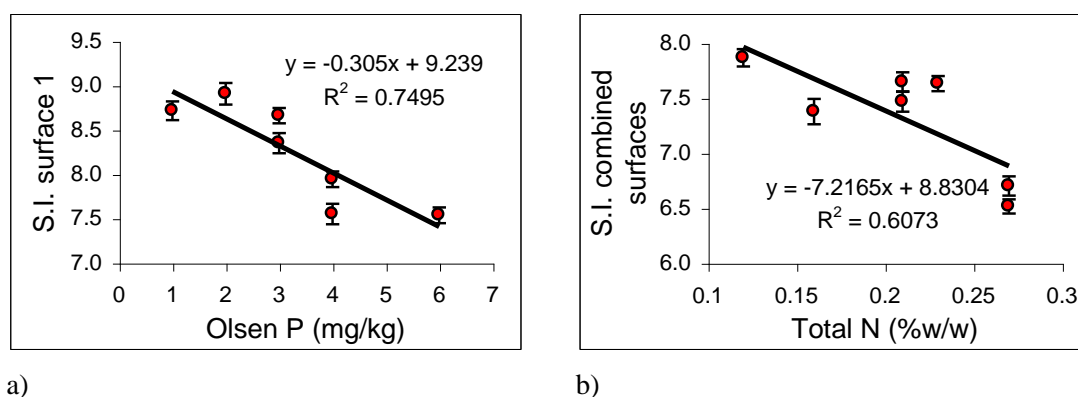 9.5
9.0
8.5
8.0
7.5
7.0
S.I. surface 1
y = -0.305x + 9.239
R² = 0.7495
0 1 2 3 4 5 6 7
Olsen P (mg/kg)
a)
8.0
7.5
7.0
6.5
6.0
S.I. combined
surfaces
y = -7.2165x + 8.8304
R² = 0.6073
0.1 0.15 0.2 0.25 0.3
Total N (%w/w)
b)